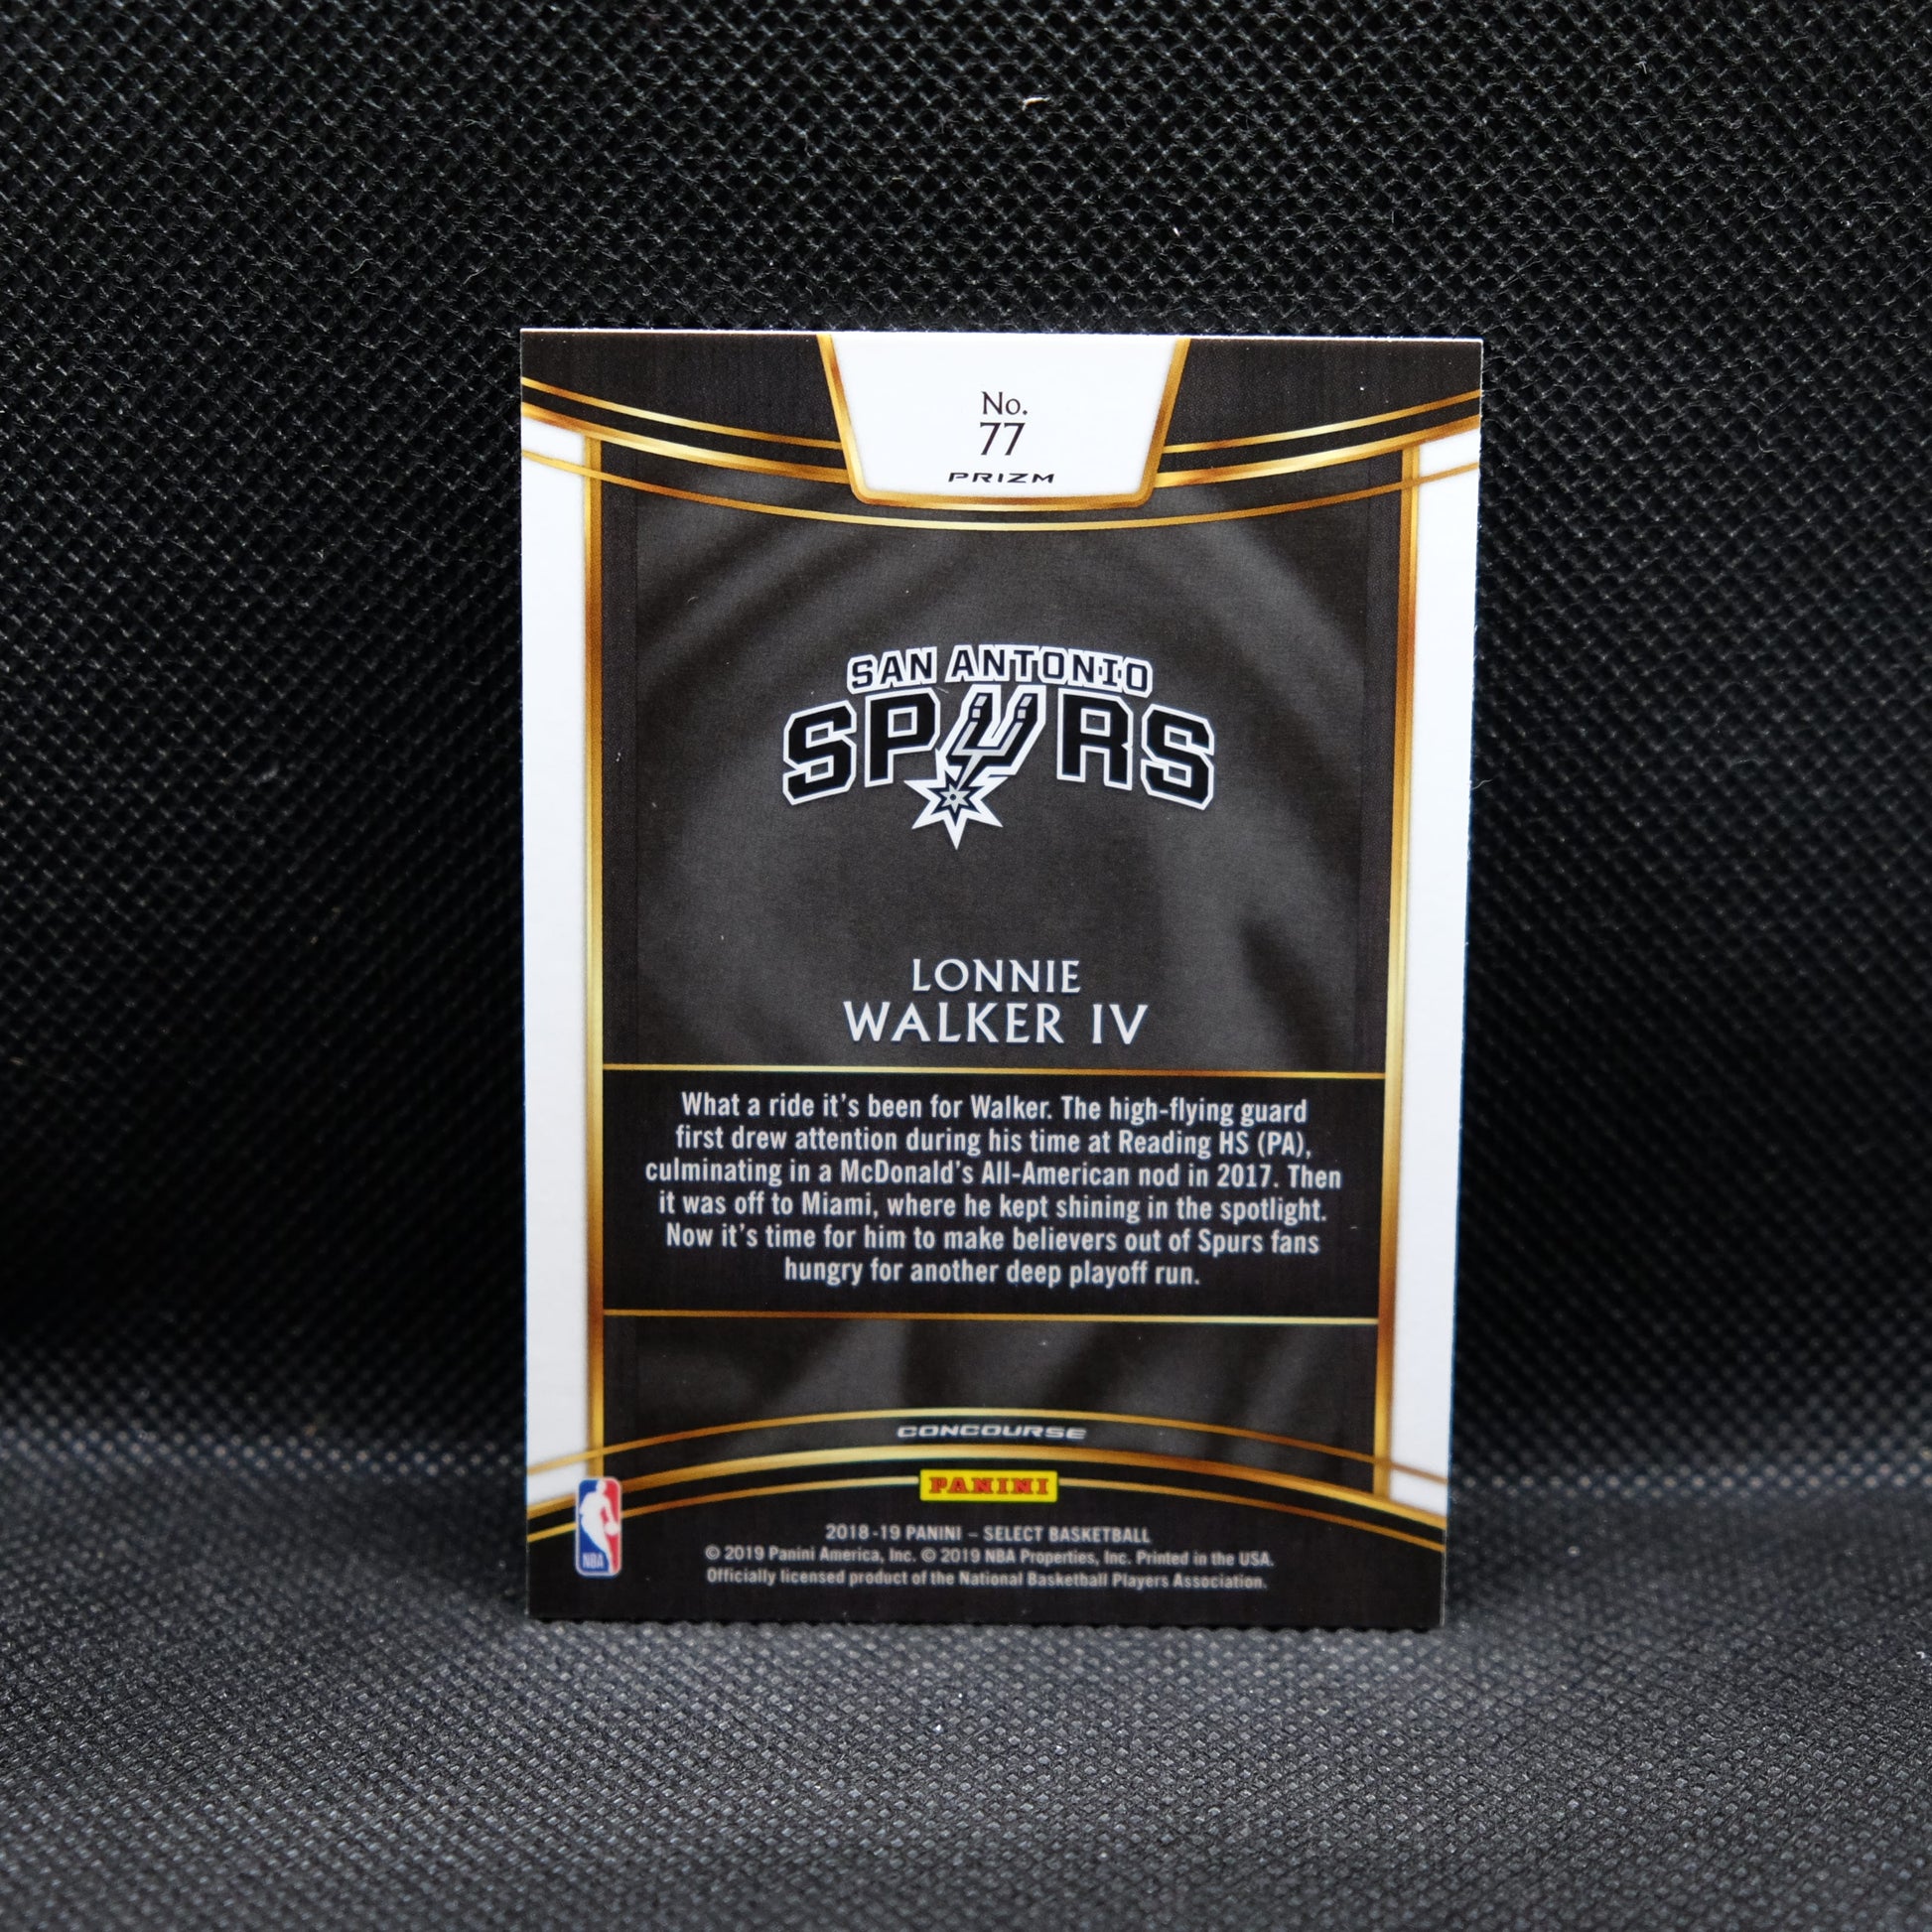 No.
77
PRIZM
SAN ANTONIO
SPURS
LONNIE
WALKER IV
What a ride it's been for Walker. The high-flying guard
first drew attention during his time at Reading HS (PA),
culminating in a McDonald's All-American nod in 2017. Then
it was off to Miami, where he kept shining in the spotlight.
Now it's time for him to make believers out of Spurs fans
hungry for another deep playoff run.
CONCOURSE
PANINI
NBA
2018-19 PANINI – SELECT BASKETBALL
© 2019 Panini America, Inc. © 2019 NBA Properties, Inc. Printed in the USA.
Officially licensed product of the National Basketball Players Association.